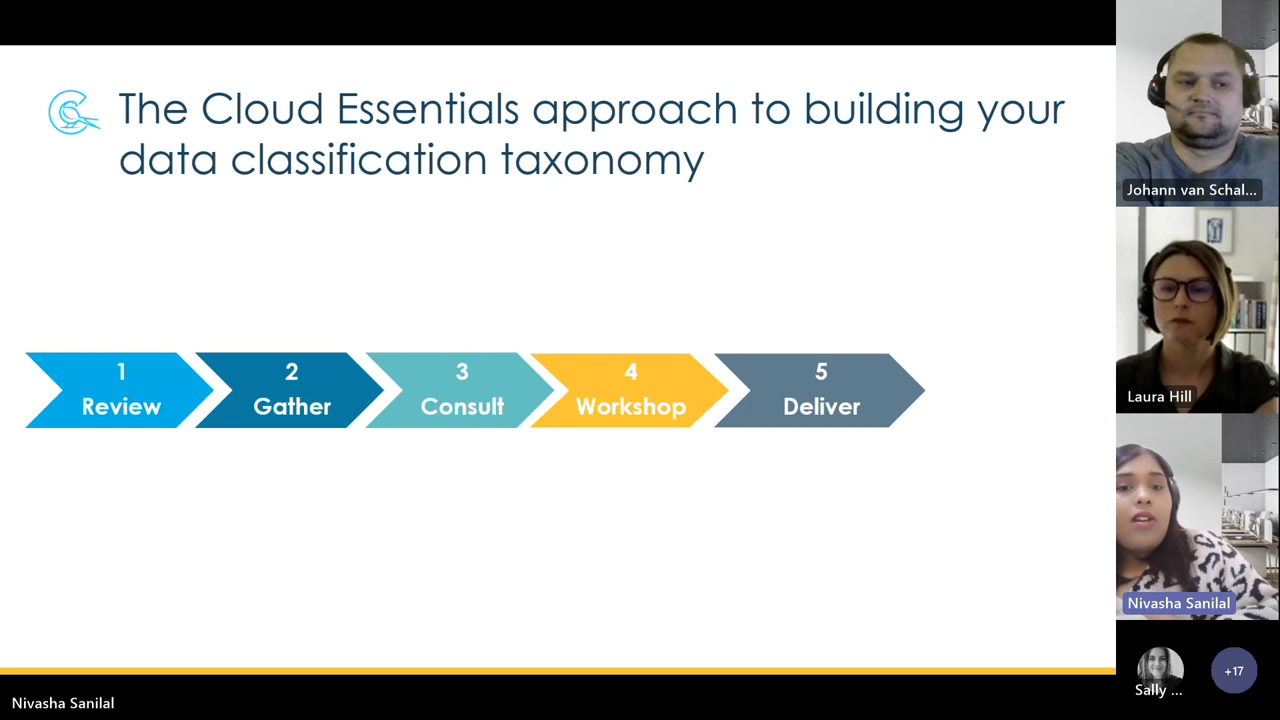 The Cloud Essentials approach to building your
data classification taxonomy
1
Review
2
Gather
3
Consult
4
Workshop
5
Deliver
Johann van Schal...
Laura Hill
Nivasha Sanilal
Sally ...
+17
Nivasha Sanilal